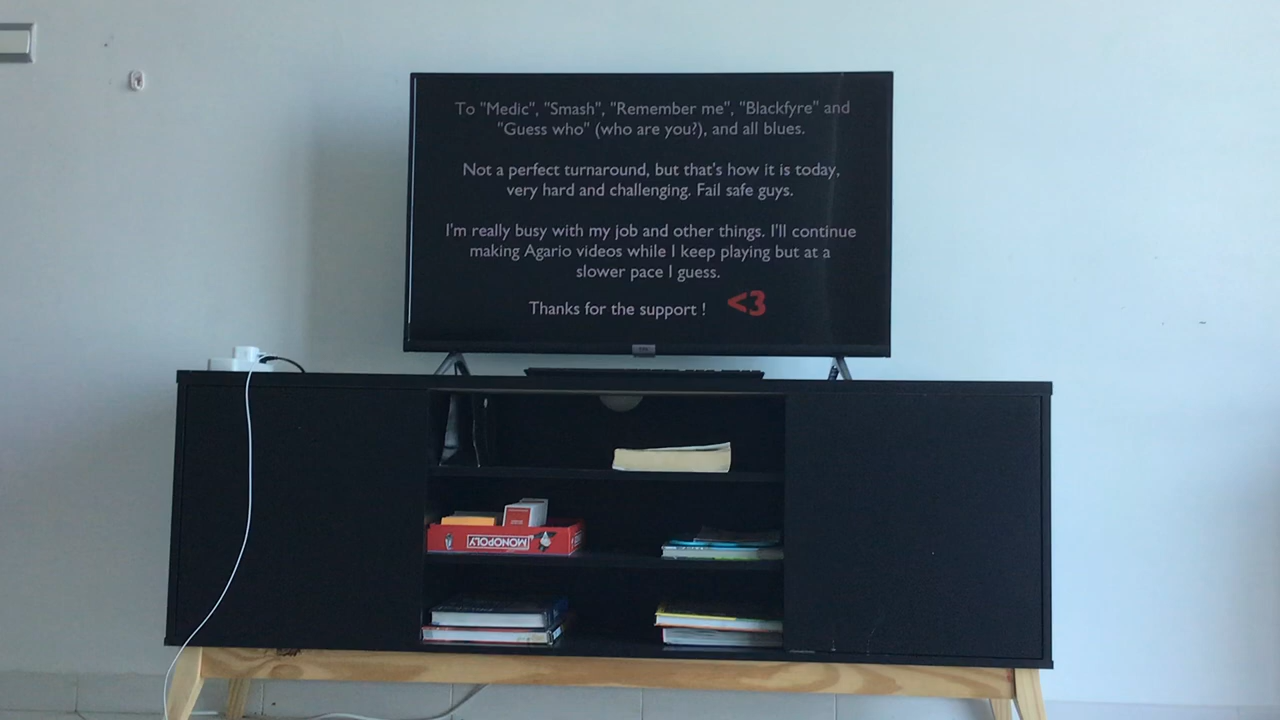 To "Medic", "Smash", "Remember me", "Blackfyre" and
"Guess who" (who are you?), and all blues.
Not a perfect turnaround, but that's how it is today,
very hard and challenging. Fail safe guys.
I'm really busy with my job and other things. I'll continue
making Agario videos while I keep playing but at a
slower pace I guess.
Thanks for the support ! <3
MONOPOLY